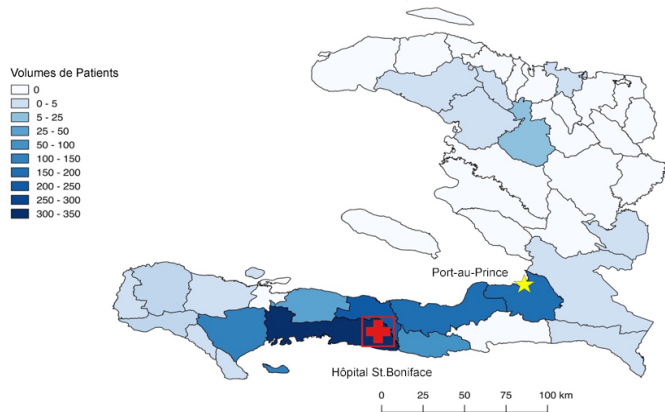 Volumes de Patients
0
0 - 5
5 - 25
25 - 50
50 - 100
100 - 150
150 - 200
200 - 250
250 - 300
300 - 350
Port-au-Prince
Hôpital St.Boniface
0 25 50 75 100 km